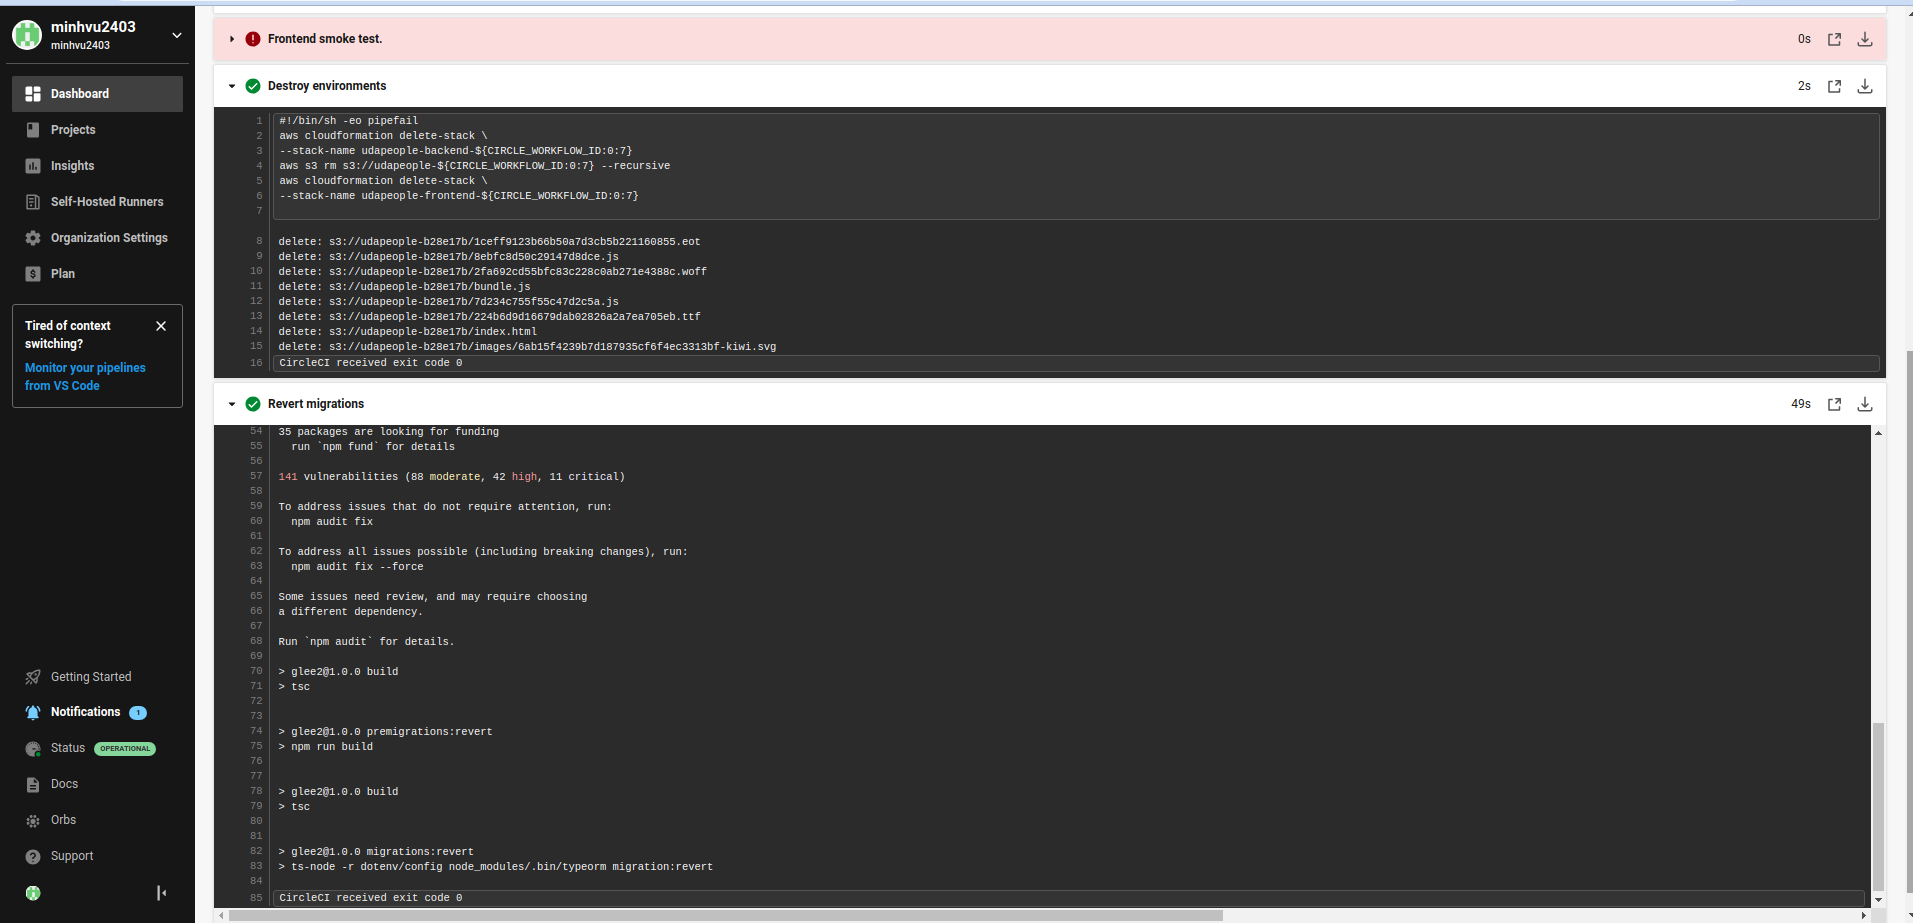 minhvu2403
minhvu2403
Dashboard
Projects
Insights
Self-Hosted Runners
Organization Settings
Plan
Tired of context
switching?
Monitor your pipelines
from VS Code
Getting Started
Notifications 1
Status OPERATIONAL
Docs
Orbs
Support
Frontend smoke test. 0s
Destroy environments 2s
1 #!/bin/sh -eo pipefail
2 aws cloudformation delete-stack \
3 --stack-name udapeople-backend-${CIRCLE_WORKFLOW_ID:0:7}
4 aws s3 rm s3://udapeople-${CIRCLE_WORKFLOW_ID:0:7} --recursive
5 aws cloudformation delete-stack \
6 --stack-name udapeople-frontend-${CIRCLE_WORKFLOW_ID:0:7}
7
8 delete: s3://udapeople-b28e17b/1ceff9123b66b50a7d3cb5b221160855.eot
9 delete: s3://udapeople-b28e17b/8ebfc8d50c29147d8dce.js
10 delete: s3://udapeople-b28e17b/2fa692cd55bfc83c228c0ab271e4388c.woff
11 delete: s3://udapeople-b28e17b/bundle.js
12 delete: s3://udapeople-b28e17b/7d234c755f55c47d2c5a.js
13 delete: s3://udapeople-b28e17b/224b6d9d16679dab02826a2a7ea705eb.ttf
14 delete: s3://udapeople-b28e17b/index.html
15 delete: s3://udapeople-b28e17b/images/6ab15f4239b7d187935cf6f4ec3313bf-kiwi.svg
16 CircleCI received exit code 0
Revert migrations 49s
54 35 packages are looking for funding
55 run `npm fund` for details
56
57 141 vulnerabilities (88 moderate, 42 high, 11 critical)
58
59 To address issues that do not require attention, run:
60 npm audit fix
61
62 To address all issues possible (including breaking changes), run:
63 npm audit fix --force
64
65 Some issues need review, and may require choosing
66 a different dependency.
67
68 Run `npm audit` for details.
69
70 > glee2@1.0.0 build
71 > tsc
72
73
74 > glee2@1.0.0 premigrations:revert
75 > npm run build
76
77
78 > glee2@1.0.0 build
79 > tsc
80
81
82 > glee2@1.0.0 migrations:revert
83 > ts-node -r dotenv/config node_modules/.bin/typeorm migration:revert
84
85 CircleCI received exit code 0